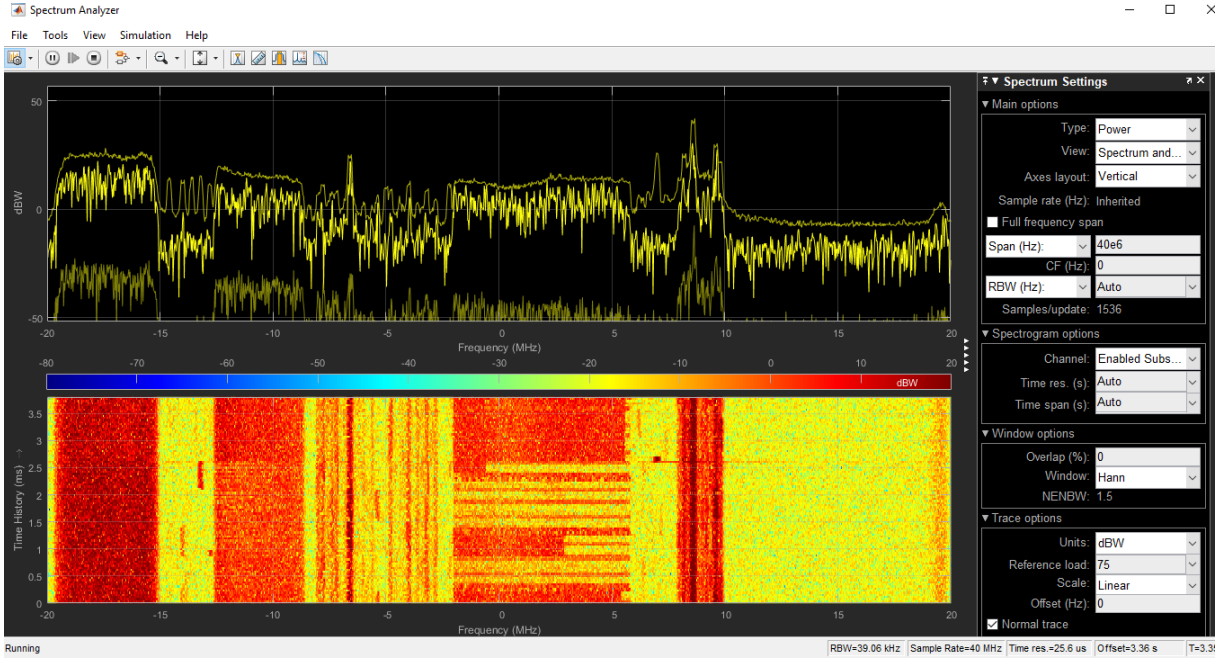 Spectrum Analyzer
File Tools View Simulation Help
50
0
-50
dBW
-20 -15 -10 -5 0 5 10 15 20
Frequency (MHz)
-80 -70 -60 -50 -40 -30 -20 -10 0 10 20
dBW
3.5
3
2.5
2
1.5
1
0.5
0
Time History (ms) →
-20 -15 -10 -5 0 5 10 15 20
Frequency (MHz)
Spectrum Settings
Main options
Type: Power
View: Spectrum and...
Axes layout: Vertical
Sample rate (Hz): Inherited
Full frequency span
Span (Hz): 40e6
CF (Hz): 0
RBW (Hz): Auto
Samples/update: 1536
Spectrogram options
Channel: Enabled Subs...
Time res. (s): Auto
Time span (s): Auto
Window options
Overlap (%): 0
Window: Hann
NENBW: 1.5
Trace options
Units: dBW
Reference load: 75
Scale: Linear
Offset (Hz): 0
Normal trace
Running
RBW=39.06 kHz Sample Rate=40 MHz Time res.=25.6 us Offset=3.36 s